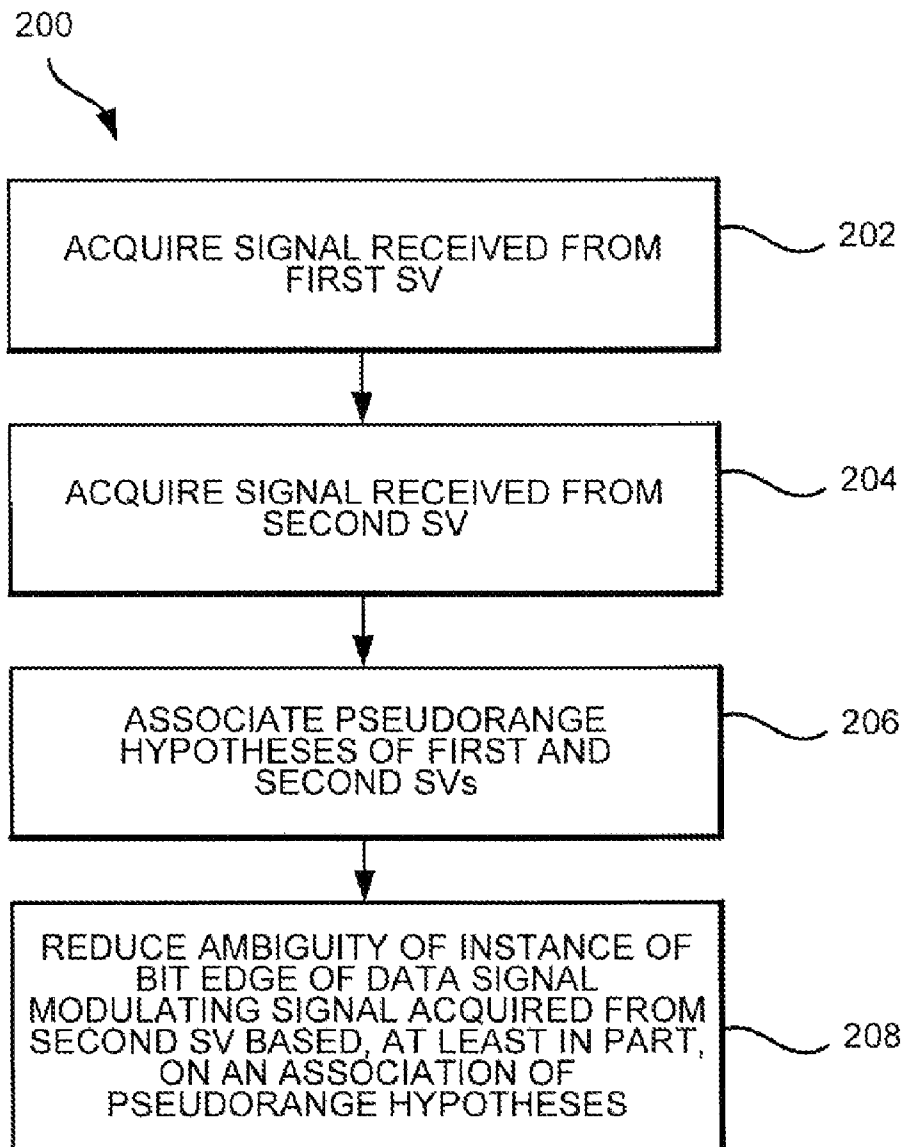 200
ACQUIRE SIGNAL RECEIVED FROM
FIRST SV
202
ACQUIRE SIGNAL RECEIVED FROM
SECOND SV
204
ASSOCIATE PSEUDORANGE
HYPOTHESES OF FIRST AND
SECOND SVs
206
REDUCE AMBIGUITY OF INSTANCE OF
BIT EDGE OF DATA SIGNAL
MODULATING SIGNAL ACQUIRED FROM
SECOND SV BASED, AT LEAST IN PART,
ON AN ASSOCIATION OF
PSEUDORANGE HYPOTHESES
208